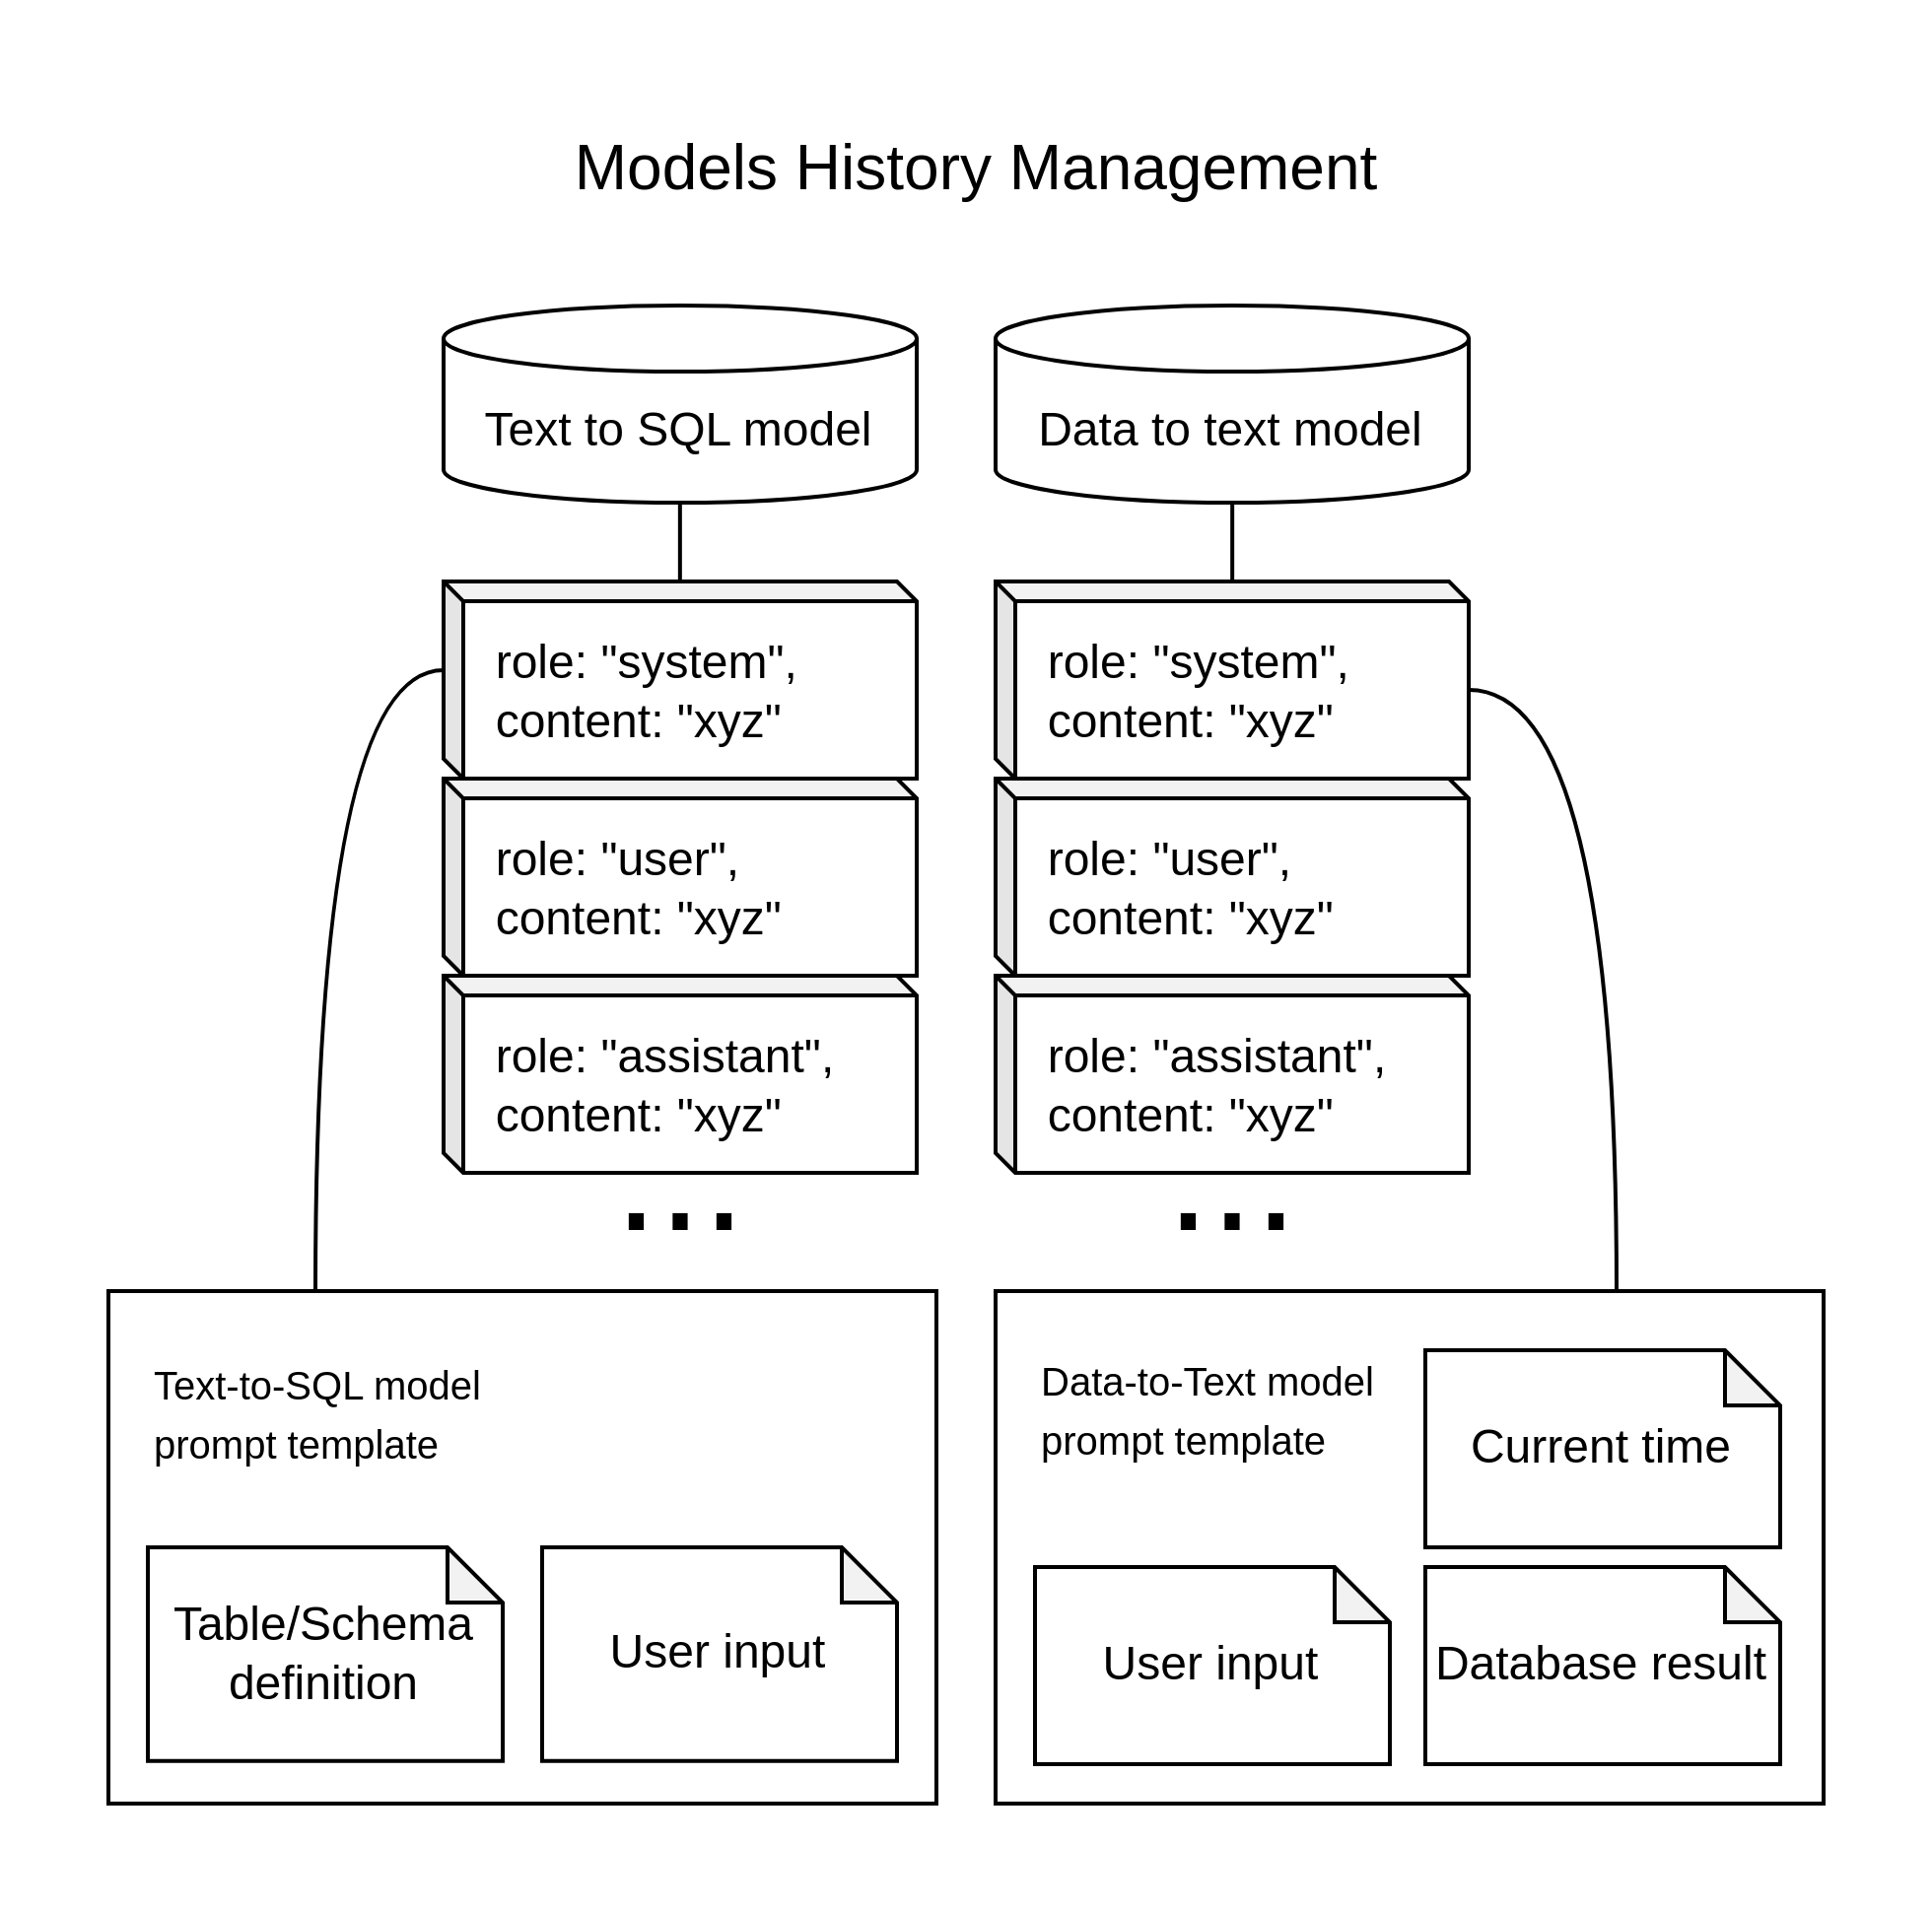 Models History Management
Text to SQL model
Data to text model
role: "system",
content: "xyz"
role: "user",
content: "xyz"
role: "assistant",
content: "xyz"
...
role: "system",
content: "xyz"
role: "user",
content: "xyz"
role: "assistant",
content: "xyz"
...
Text-to-SQL model
prompt template
Table/Schema
definition
User input
Data-to-Text model
prompt template
Current time
User input
Database result